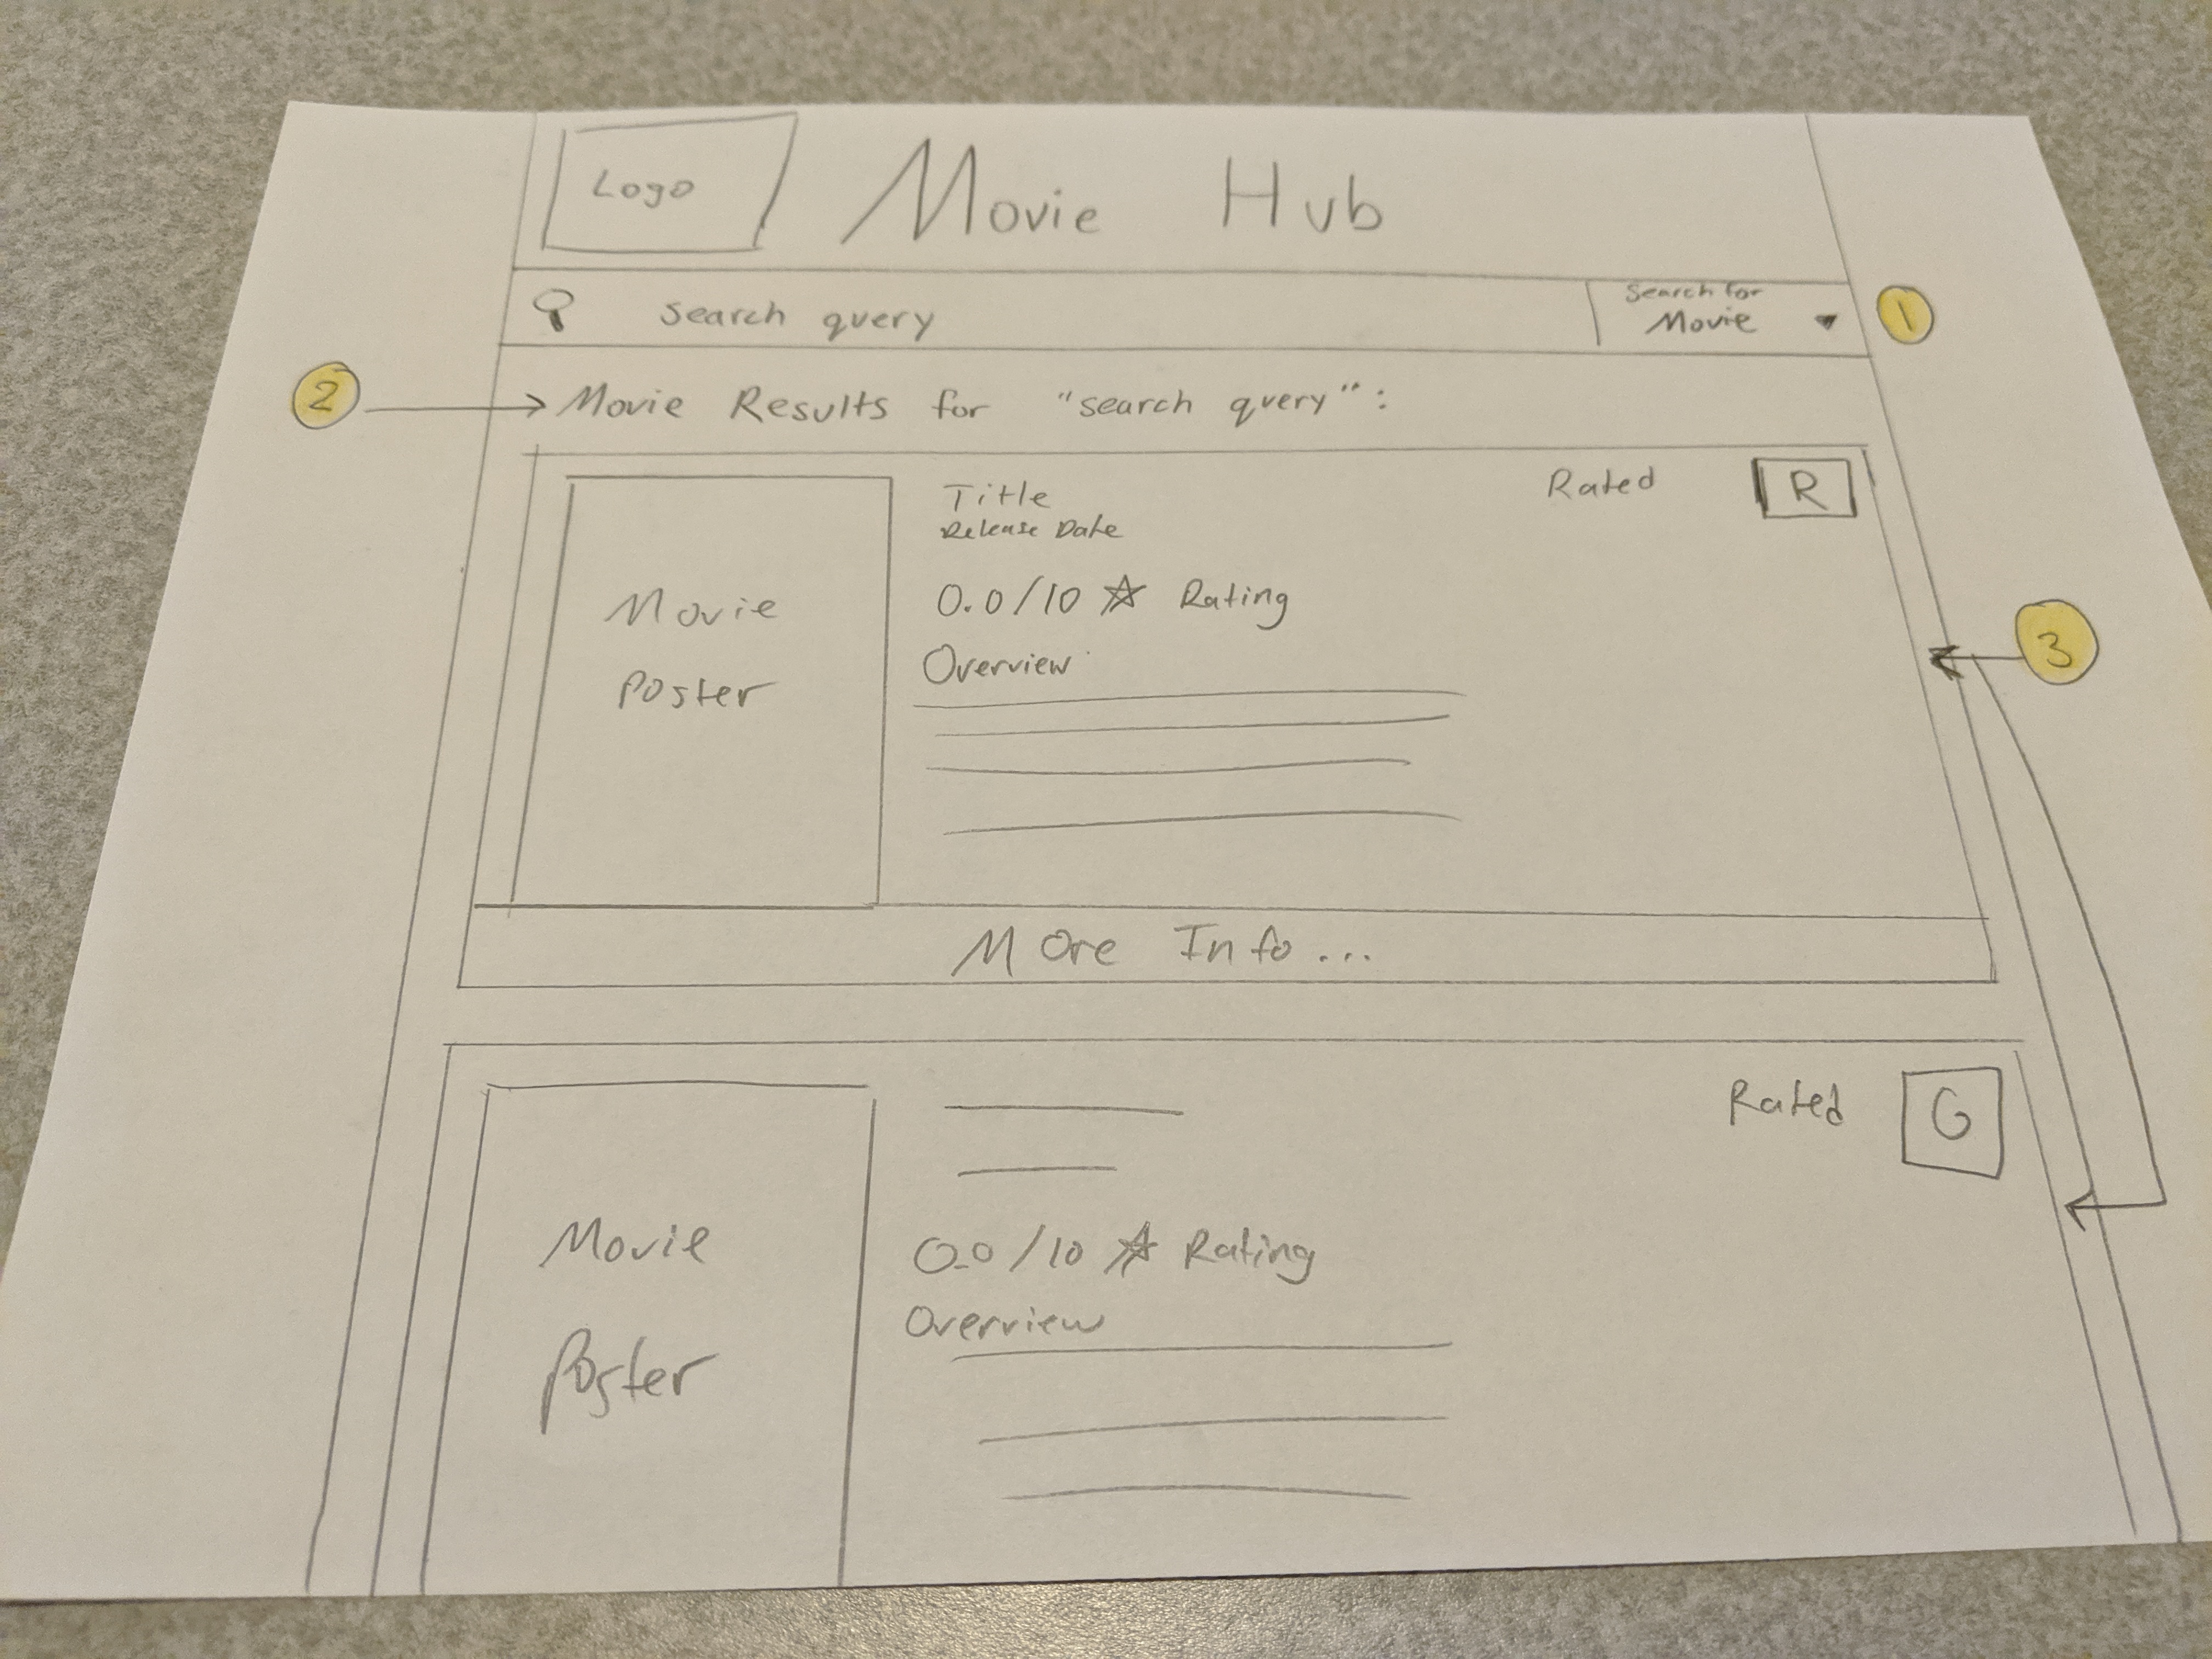 Logo
Movie Hub
search query
Search for
Movie
1
2
Movie Results for "search query":
Title
Release Date
Rated R
0.0/10 ☆ Rating
Overview
Movie
Poster
3
More Info...
Rated G
Movie
Poster
0.0/10 ☆ Rating
Overview